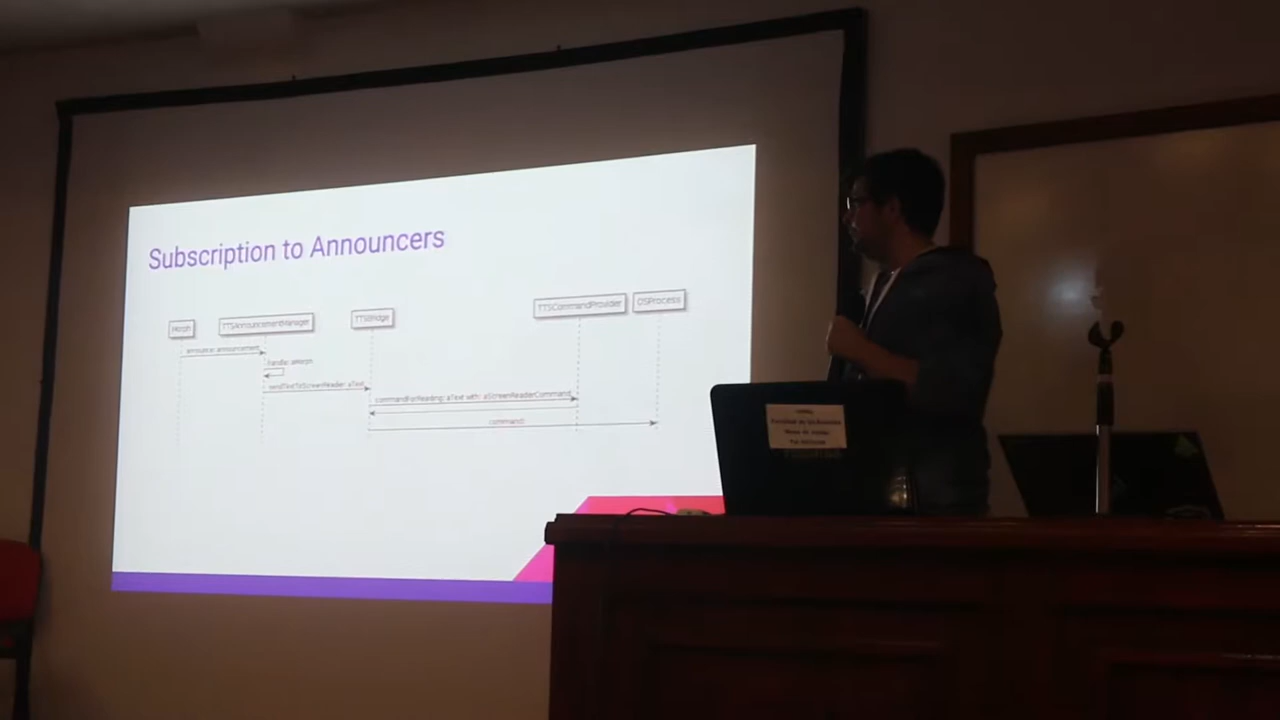 Subscription to Announcers
Morph
TTSAnnouncementManager
TTSBridge
TTSCommandProvider
OSProcess
announce: announcement
handle: aMorph
sendTextToScreenReader: aText
commandForReading: aText with: aScreenReaderCommand
command